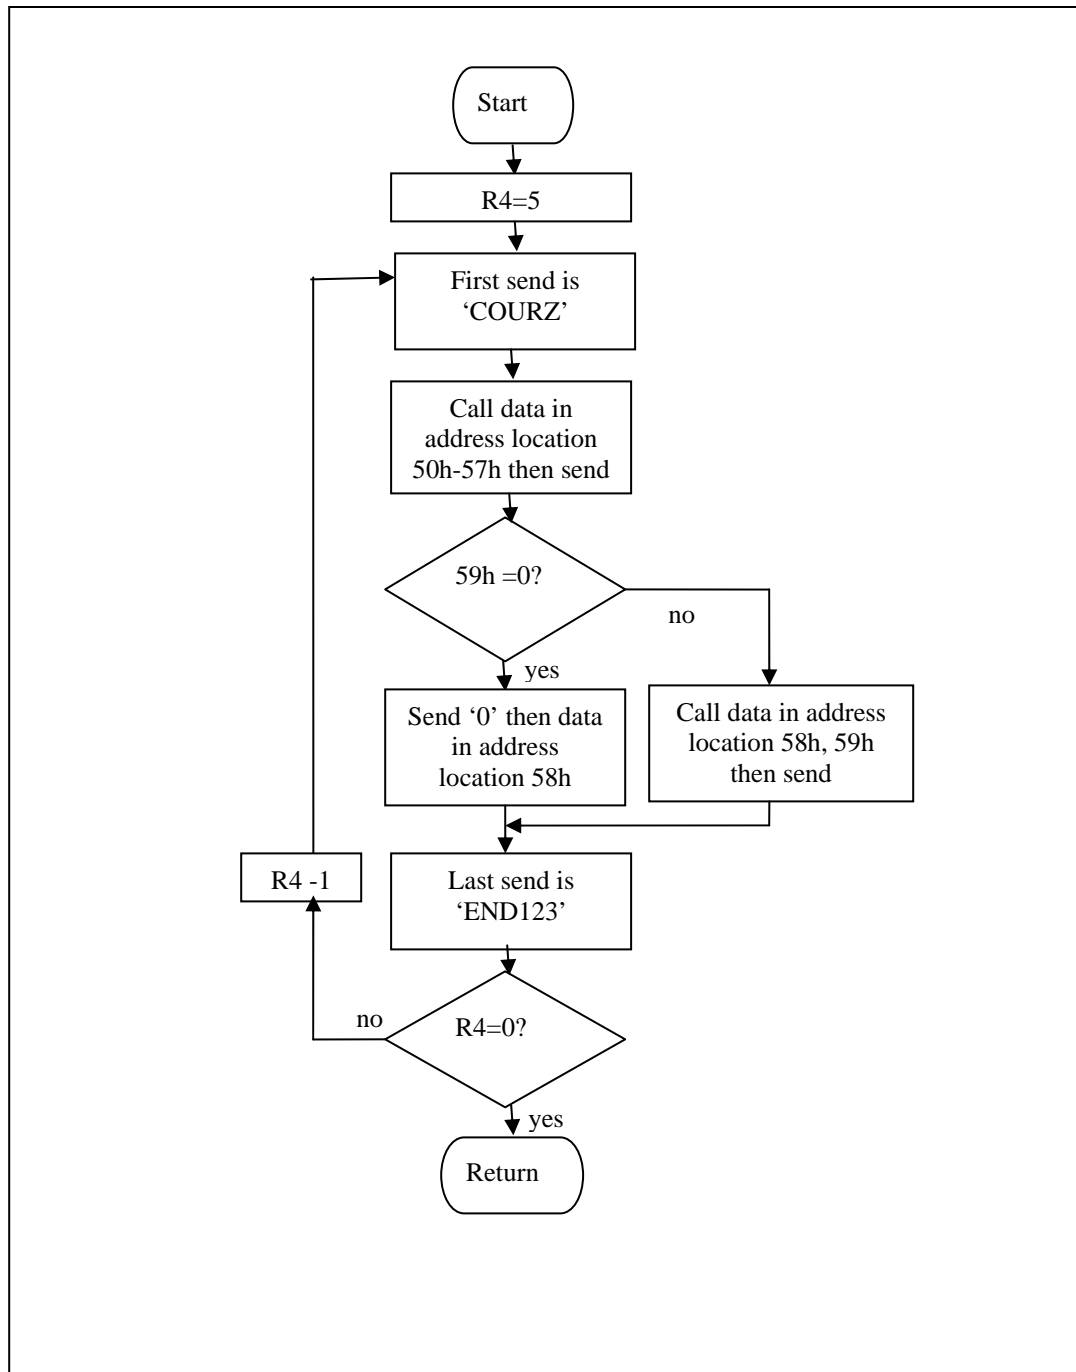 Start
R4=5
First send is
‘COURZ’
Call data in
address location
50h-57h then send
59h =0?
no
yes
Send ‘0’ then data
in address
location 58h
Call data in address
location 58h, 59h
then send
R4 -1
Last send is
‘END123’
no
R4=0?
yes
Return